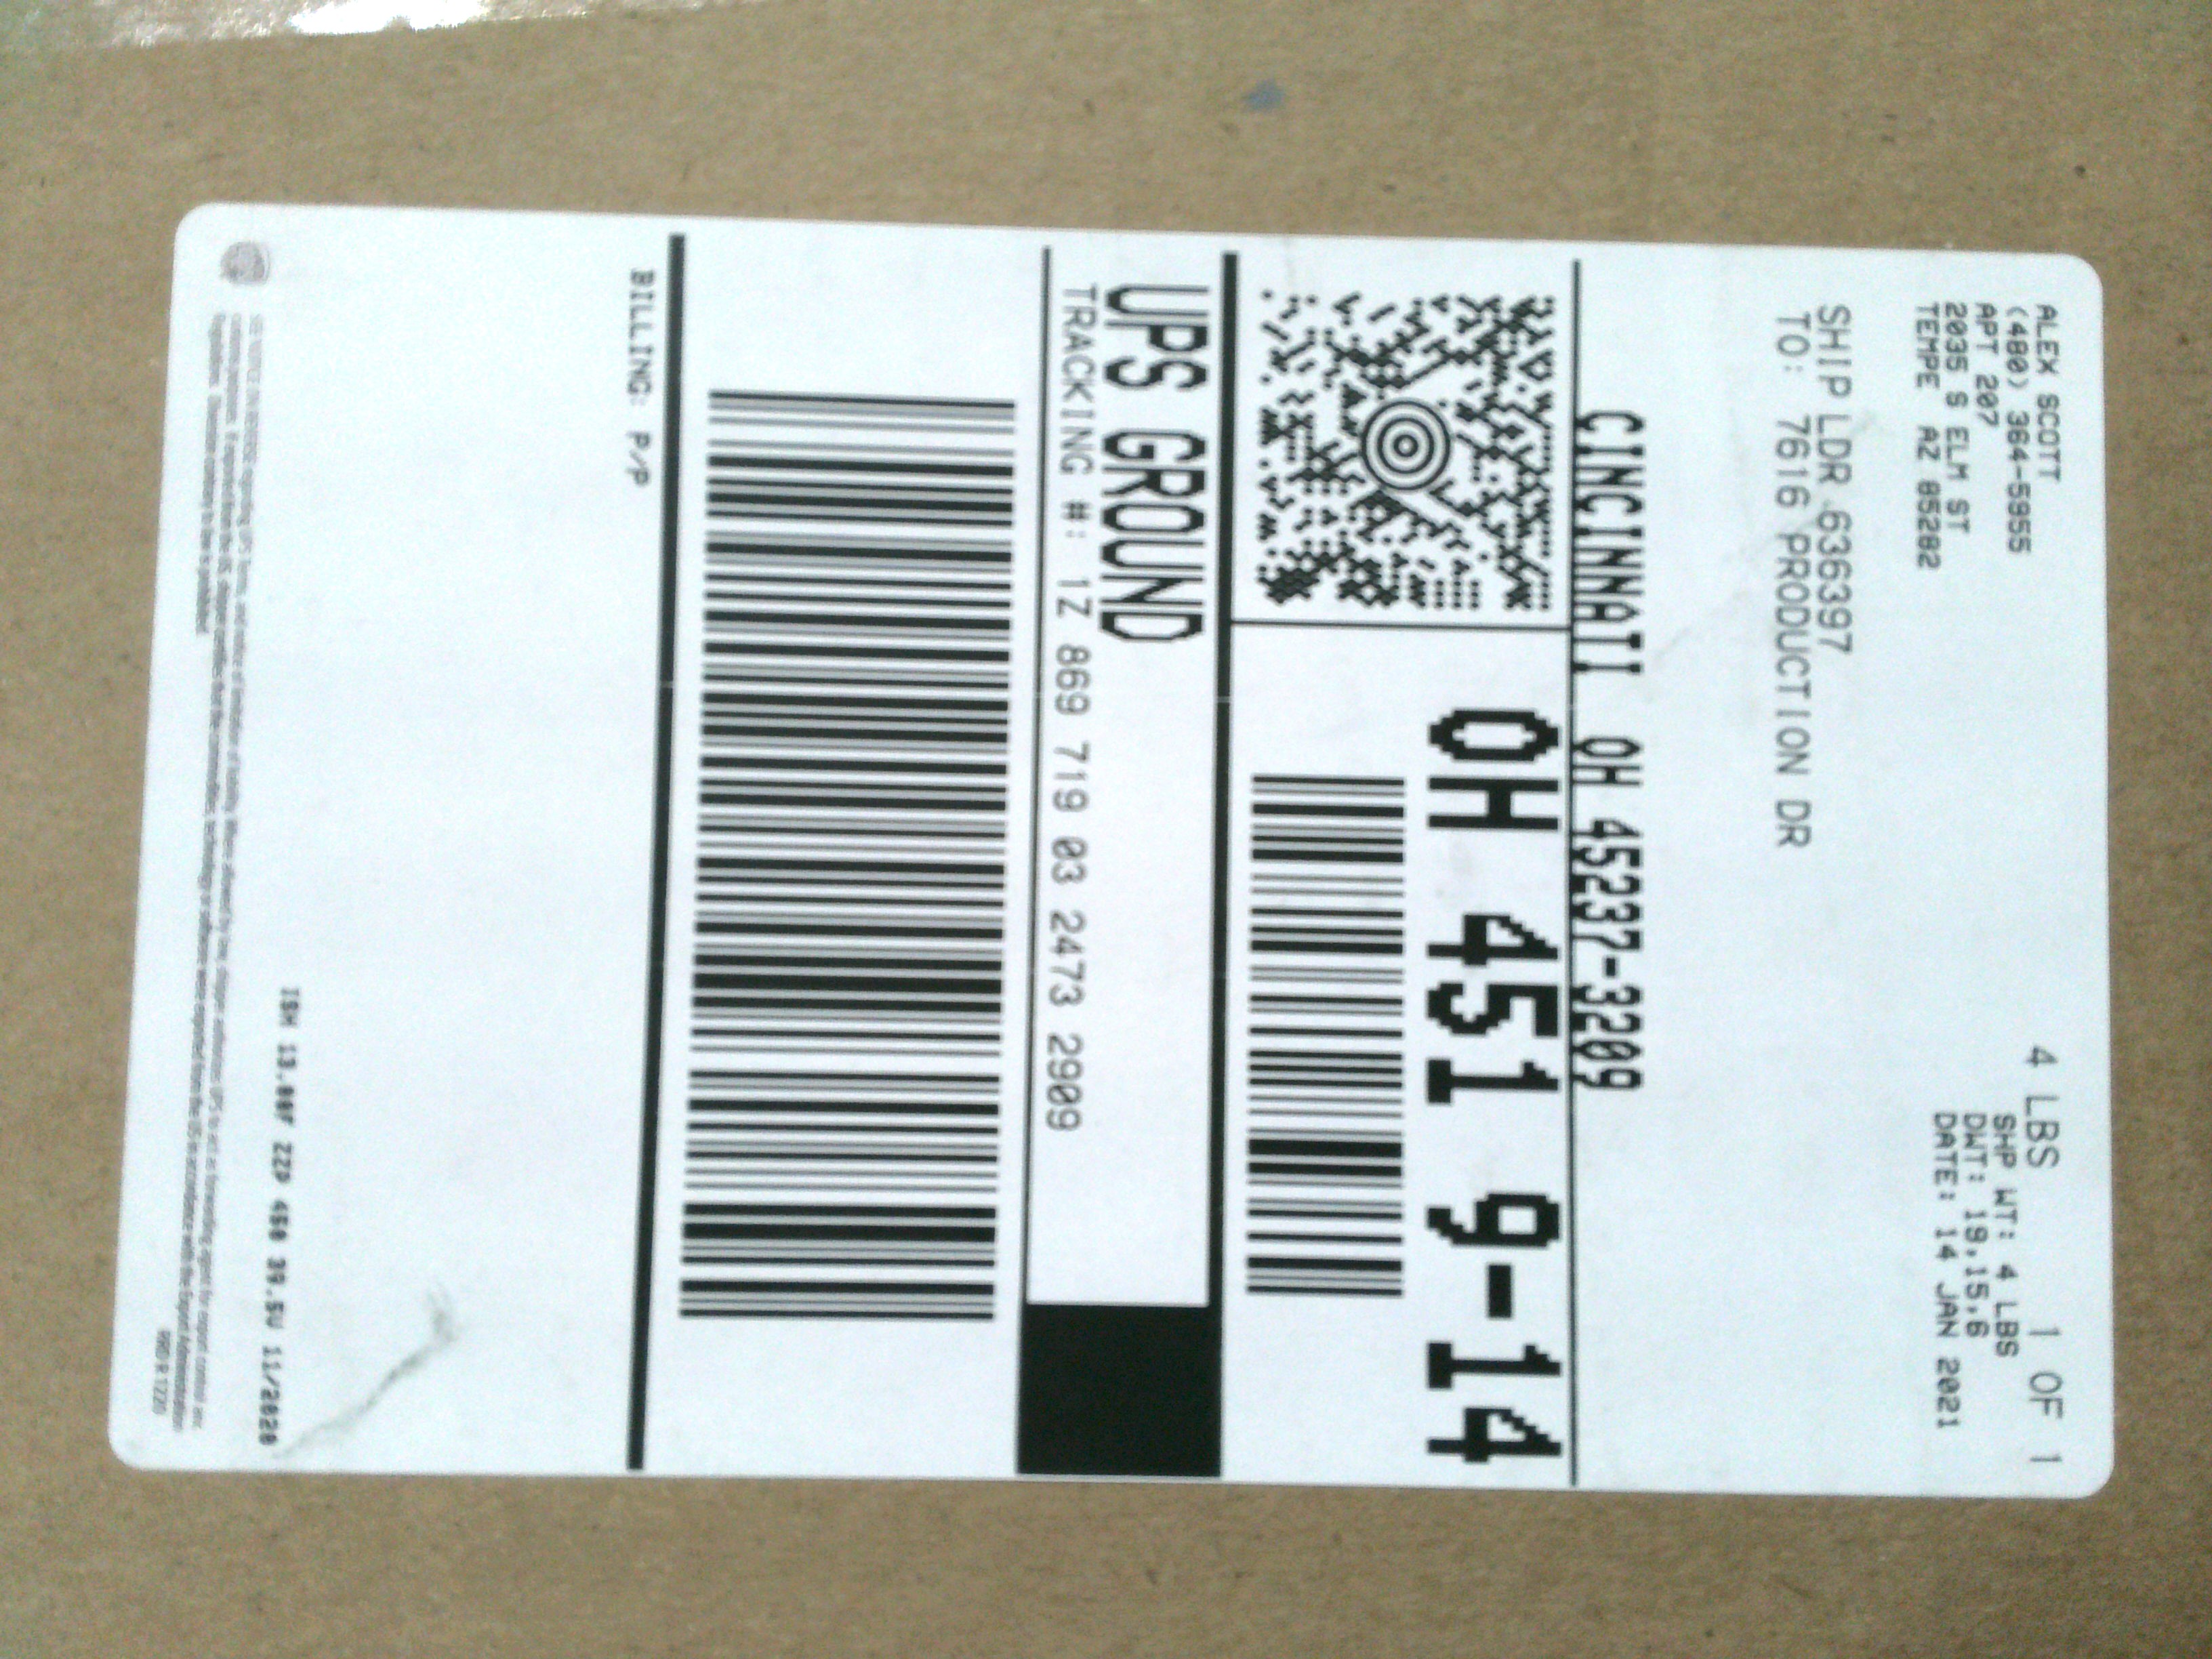 ALEX SCOTT
(480) 364-5955
APT 207
2035 S ELM ST
TEMPE AZ 85282
4 LBS 1 OF 1
SHP WT: 4 LBS
DWT: 19,15,6
DATE: 14 JAN 2021
SHIP LDR 636397
TO: 7616 PRODUCTION DR
CINCINNATI OH 45237-3209
OH 451 9-14
UPS GROUND
TRACKING #: 1Z 869 719 03 2473 2909
BILLING: P/P
ISH 13.00F ZZP 450 39.5U 11/2020